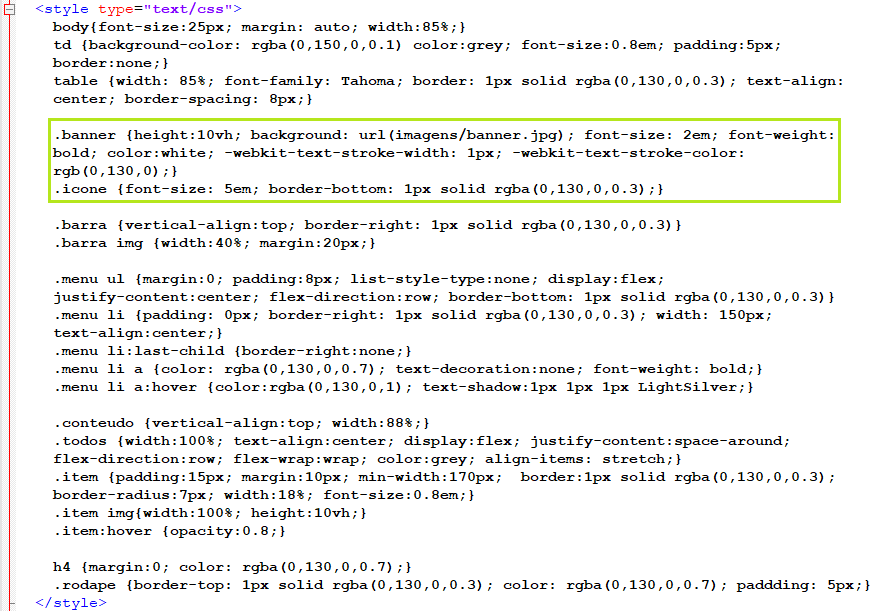 <style type="text/css">
body{font-size:25px; margin: auto; width:85%;}
td {background-color: rgba(0,150,0,0.1) color:grey; font-size:0.8em; padding:5px;
border:none;}
table {width: 85%; font-family: Tahoma; border: 1px solid rgba(0,130,0,0.3); text-align:
center; border-spacing: 8px;}
.banner {height:10vh; background: url(imagens/banner.jpg); font-size: 2em; font-weight:
bold; color:white; -webkit-text-stroke-width: 1px; -webkit-text-stroke-color:
rgb(0,130,0);}
.icone {font-size: 5em; border-bottom: 1px solid rgba(0,130,0,0.3);}
.barra {vertical-align:top; border-right: 1px solid rgba(0,130,0,0.3)}
.barra img {width:40%; margin:20px;}
.menu ul {margin:0; padding:8px; list-style-type:none; display:flex;
justify-content:center; flex-direction:row; border-bottom: 1px solid rgba(0,130,0,0.3)}
.menu li {padding: 0px; border-right: 1px solid rgba(0,130,0,0.3); width: 150px;
text-align:center;}
.menu li:last-child {border-right:none;}
.menu li a {color: rgba(0,130,0,0.7); text-decoration:none; font-weight: bold;}
.menu li a:hover {color:rgba(0,130,0,1); text-shadow:1px 1px 1px LightSilver;}
.conteudo {vertical-align:top; width:88%;}
.todos {width:100%; text-align:center; display:flex; justify-content:space-around;
flex-direction:row; flex-wrap:wrap; color:grey; align-items: stretch;}
.item {padding:15px; margin:10px; min-width:170px;  border:1px solid rgba(0,130,0,0.3);
border-radius:7px; width:18%; font-size:0.8em;}
.item img{width:100%; height:10vh;}
.item:hover {opacity:0.8;}
h4 {margin:0; color: rgba(0,130,0,0.7);}
.rodape {border-top: 1px solid rgba(0,130,0,0.3); color: rgba(0,130,0,0.7); paddding: 5px;}
</style>